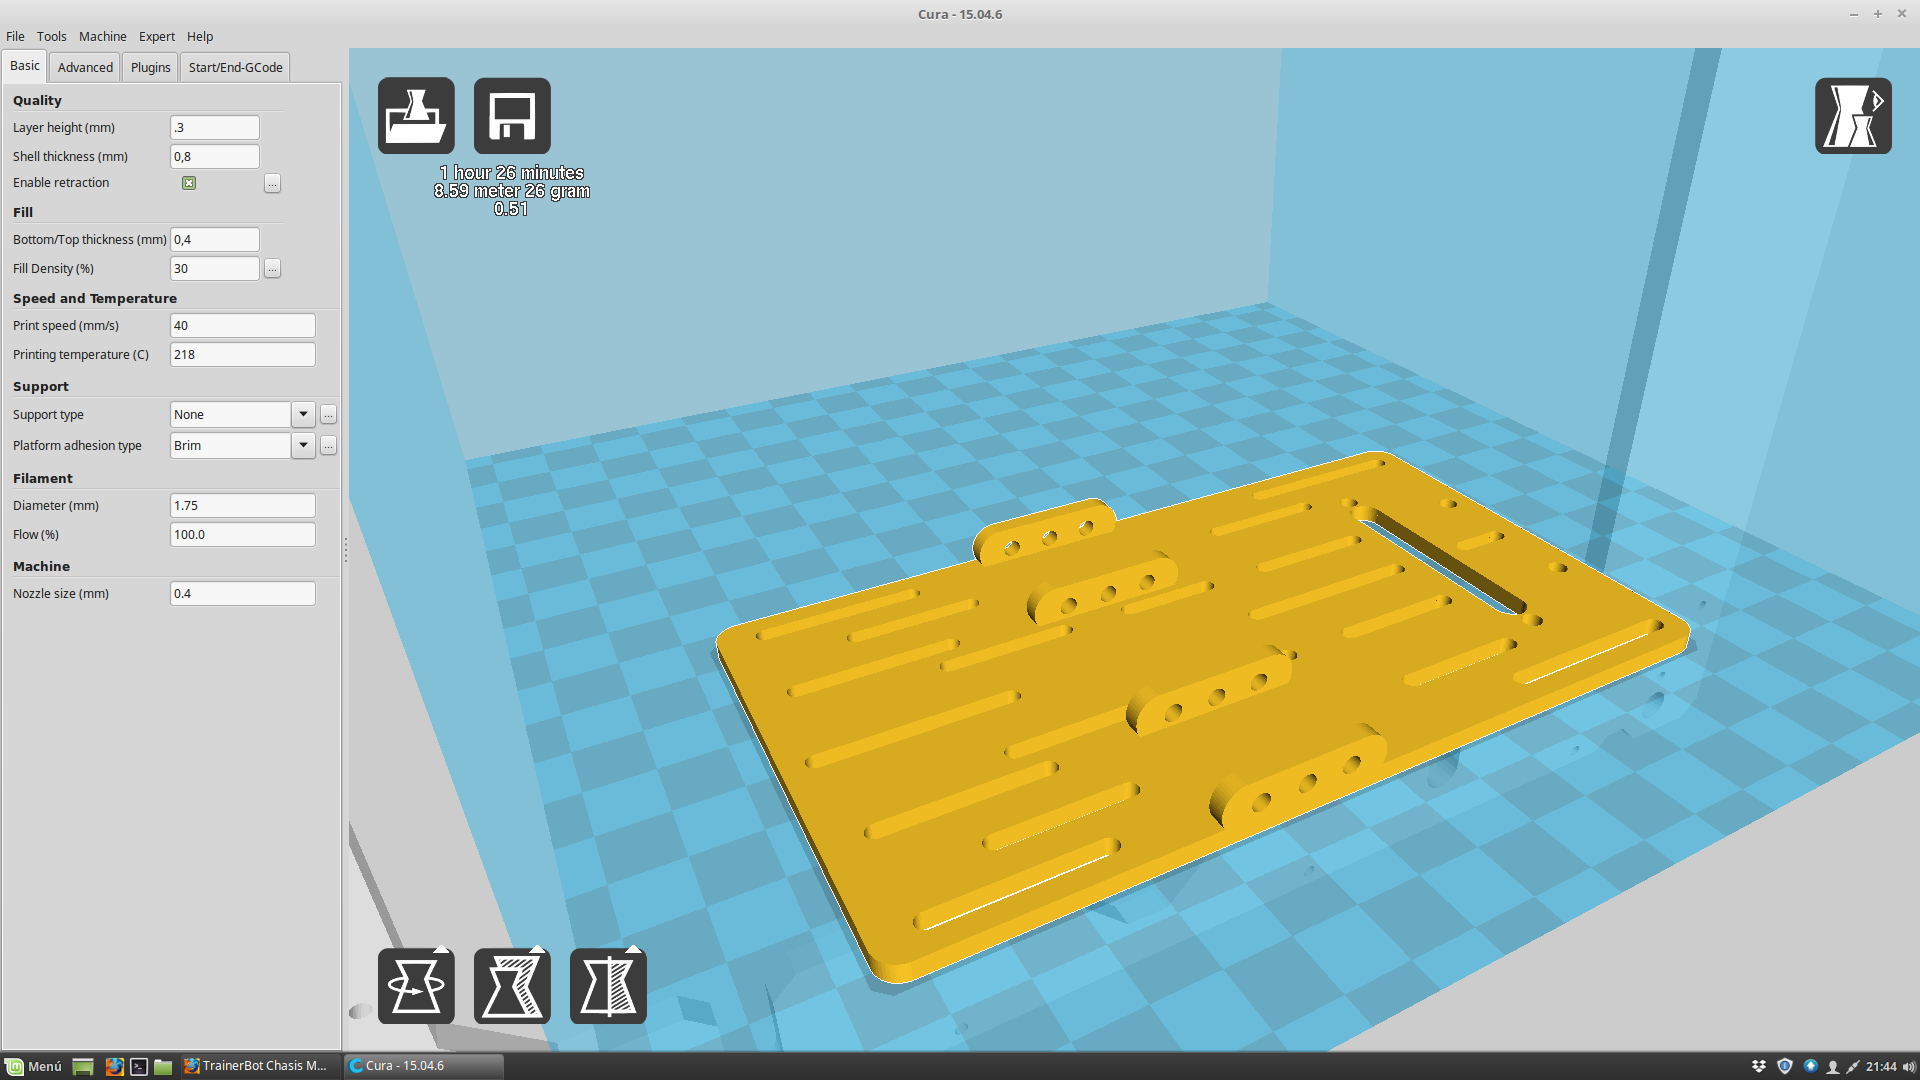 Cura - 15.04.6
File Tools Machine Expert Help
Basic Advanced Plugins Start/End-GCode
Quality
Layer height (mm) .3
Shell thickness (mm) 0,8
Enable retraction ...
Fill
Bottom/Top thickness (mm) 0,4
Fill Density (%) 30 ...
Speed and Temperature
Print speed (mm/s) 40
Printing temperature (C) 218
Support
Support type None ...
Platform adhesion type Brim ...
Filament
Diameter (mm) 1.75
Flow (%) 100.0
Machine
Nozzle size (mm) 0.4
1 hour 26 minutes
8.59 meter 26 gram
0.51
Menú TrainerBot Chasis M... Cura - 15.04.6 21:44